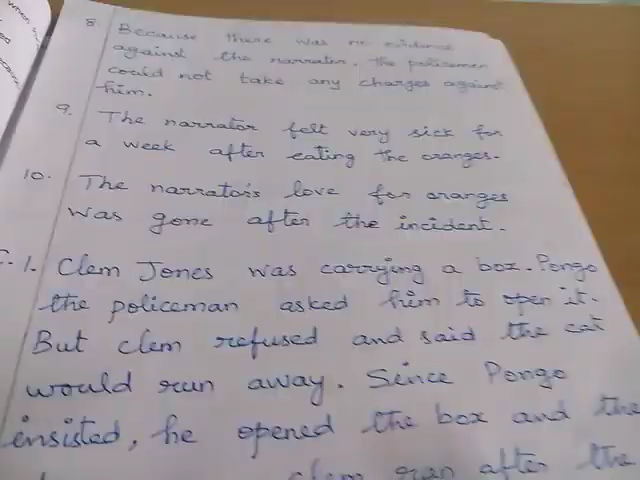 8. Because there was no evidence
against the narrator. The policeman
could not take any charges against
him.
9. The narrator felt very sick for
a week after eating the oranges.
10. The narrator's love for oranges
was gone after the incident.
1. Clem Jones was carrying a box. Pongo
the policeman asked him to open it.
But clem refused and said the cat
would run away. Since Pongo
insisted, he opened the box and the
clem ran after the